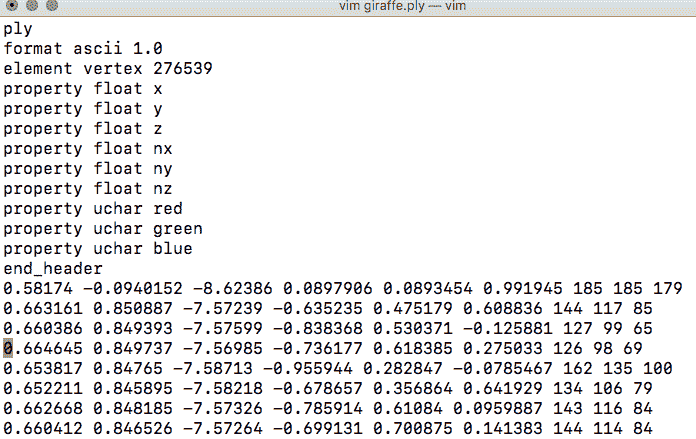 vim giraffe.ply — vim
ply
format ascii 1.0
element vertex 276539
property float x
property float y
property float z
property float nx
property float ny
property float nz
property uchar red
property uchar green
property uchar blue
end_header
0.58174 -0.0940152 -8.62386 0.0897906 0.0893454 0.991945 185 185 179
0.663161 0.850887 -7.57239 -0.635235 0.475179 0.608836 144 117 85
0.660386 0.849393 -7.57599 -0.838368 0.530371 -0.125881 127 99 65
0.664645 0.849737 -7.56985 -0.736177 0.618385 0.275033 126 98 69
0.653817 0.84765 -7.58713 -0.955944 0.282847 -0.0785467 162 135 100
0.652211 0.845895 -7.58218 -0.678657 0.356864 0.641929 134 106 79
0.662668 0.848185 -7.57326 -0.785914 0.61084 0.0959887 143 116 84
0.660412 0.846526 -7.57264 -0.699131 0.700875 0.141383 144 114 84